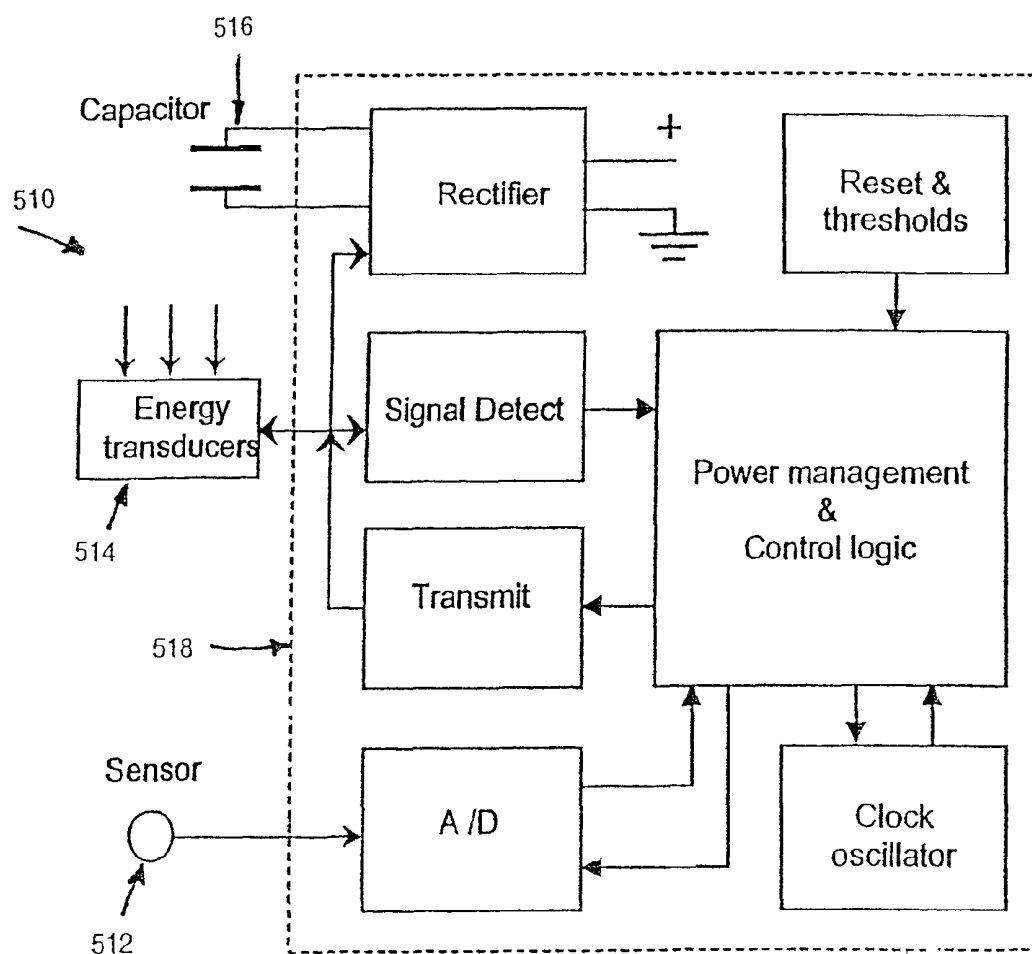 516
Capacitor
510
Rectifier
+
Reset &
thresholds
Energy
transducers
514
Signal Detect
Power management
&
Control logic
Transmit
518
Sensor
512
A /D
Clock
oscillator